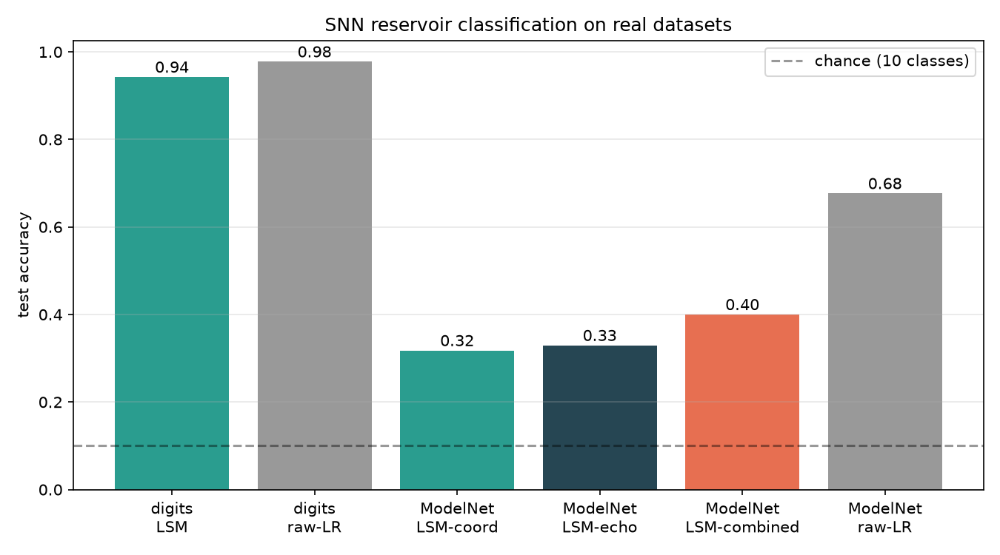 SNN reservoir classification on real datasets
chance (10 classes)
test accuracy
1.0
0.8
0.6
0.4
0.2
0.0
0.94
0.98
0.32
0.33
0.40
0.68
digits
LSM
digits
raw-LR
ModelNet
LSM-coord
ModelNet
LSM-echo
ModelNet
LSM-combined
ModelNet
raw-LR